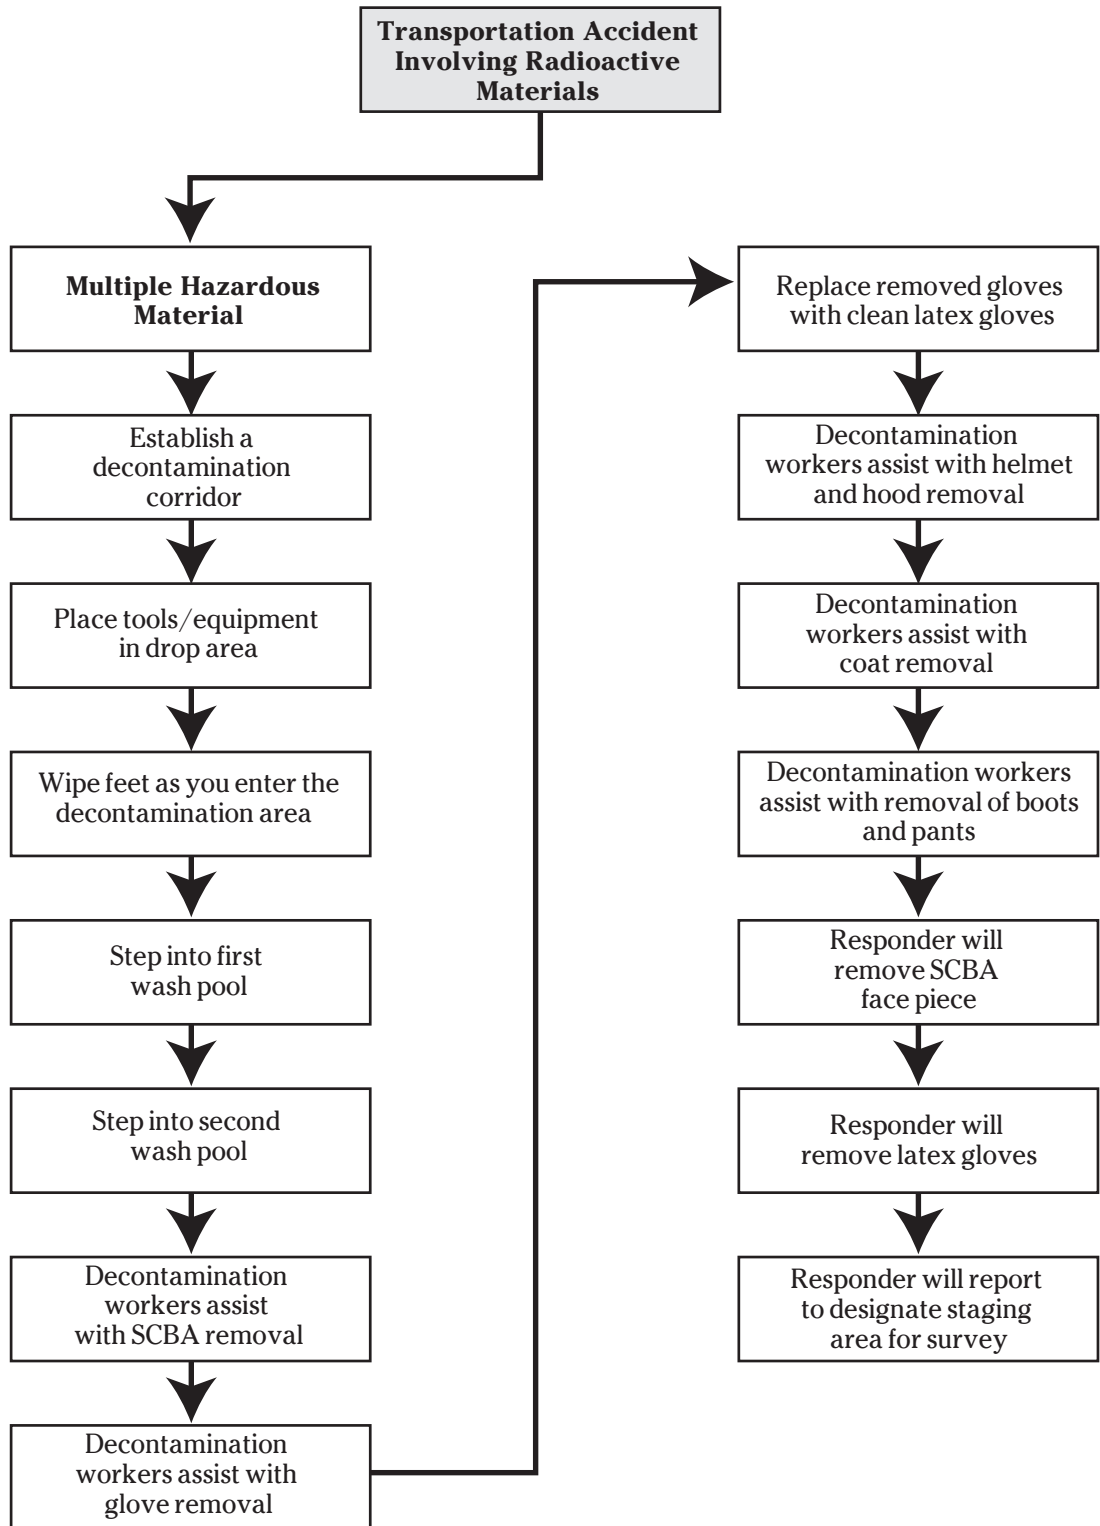 Transportation Accident
Involving Radioactive
Materials
Multiple Hazardous
Material
Establish a
decontamination
corridor
Place tools/equipment
in drop area
Wipe feet as you enter the
decontamination area
Step into first
wash pool
Step into second
wash pool
Decontamination
workers assist
with SCBA removal
Decontamination
workers assist with
glove removal
Replace removed gloves
with clean latex gloves
Decontamination
workers assist with helmet
and hood removal
Decontamination
workers assist with
coat removal
Decontamination workers
assist with removal of boots
and pants
Responder will
remove SCBA
face piece
Responder will
remove latex gloves
Responder will report
to designate staging
area for survey